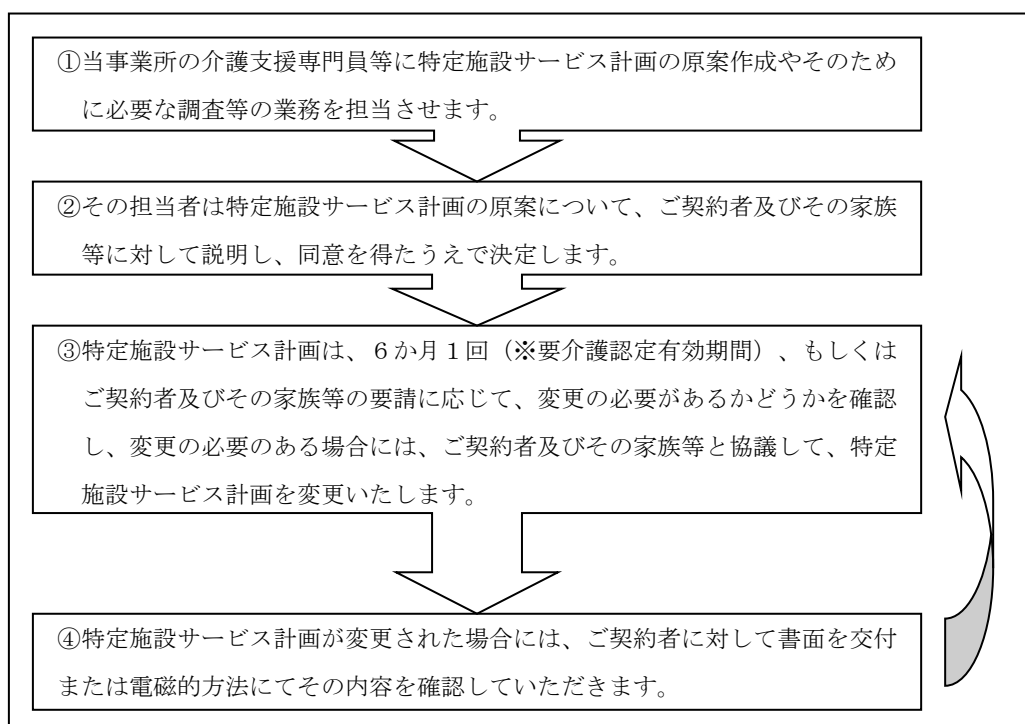 ①当事業所の介護支援専門員等に特定施設サービス計画の原案作成やそのため
に必要な調査等の業務を担当させます。
②その担当者は特定施設サービス計画の原案について、ご契約者及びその家族
等に対して説明し、同意を得たうえで決定します。
③特定施設サービス計画は、６か月１回（※要介護認定有効期間）、もしくは
ご契約者及びその家族等の要請に応じて、変更の必要があるかどうかを確認
し、変更の必要のある場合には、ご契約者及びその家族等と協議して、特定
施設サービス計画を変更いたします。
④特定施設サービス計画が変更された場合には、ご契約者に対して書面を交付
または電磁的方法にてその内容を確認していただきます。